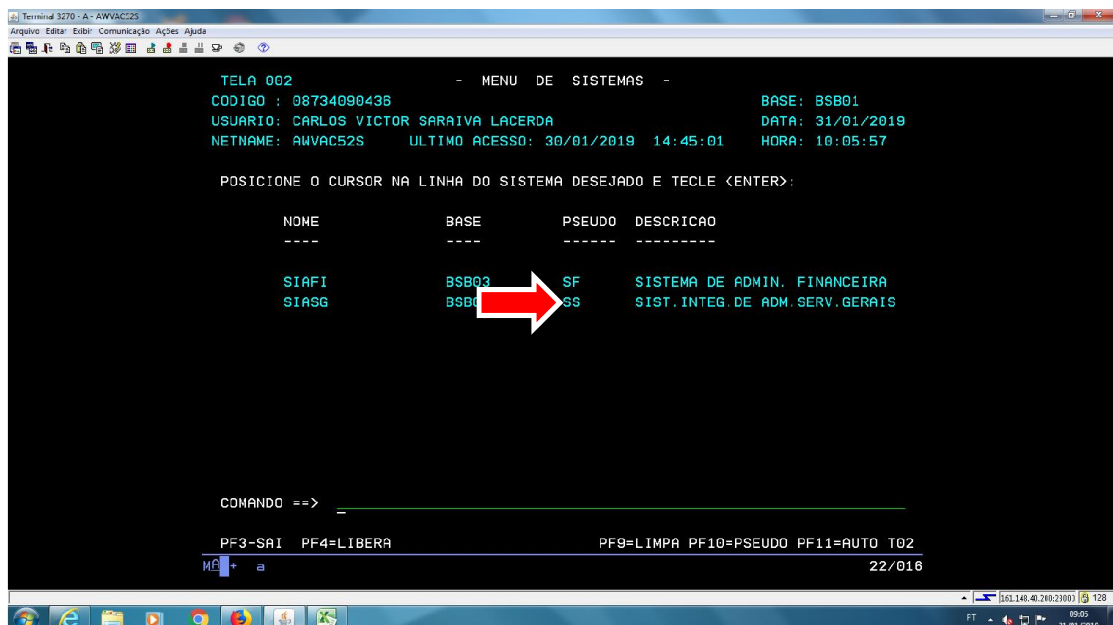 Terminal 3270 - A - AWVAC52S
Arquivo Editar Exibir Comunicação Ações Ajuda
TELA 002 - MENU DE SISTEMAS -
CODIGO : 08734090436 BASE: BSB01
USUARIO: CARLOS VICTOR SARAIVA LACERDA DATA: 31/01/2019
NETNAME: AWVAC52S ULTIMO ACESSO: 30/01/2019 14:45:01 HORA: 10:05:57
POSICIONE O CURSOR NA LINHA DO SISTEMA DESEJADO E TECLE <ENTER>:
NOME BASE PSEUDO DESCRICAO
---- ---- ------ ---------
SIAFI BSB03 SF SISTEMA DE ADMIN. FINANCEIRA
SIASG SS SIST.INTEG.DE ADM.SERV.GERAIS
COMANDO ==>
PF3-SAI PF4=LIBERA PF9=LIMPA PF10=PSEUDO PF11=AUTO T02
MA + a 22/016
161.148.40.200:23001 128
PT 09:05